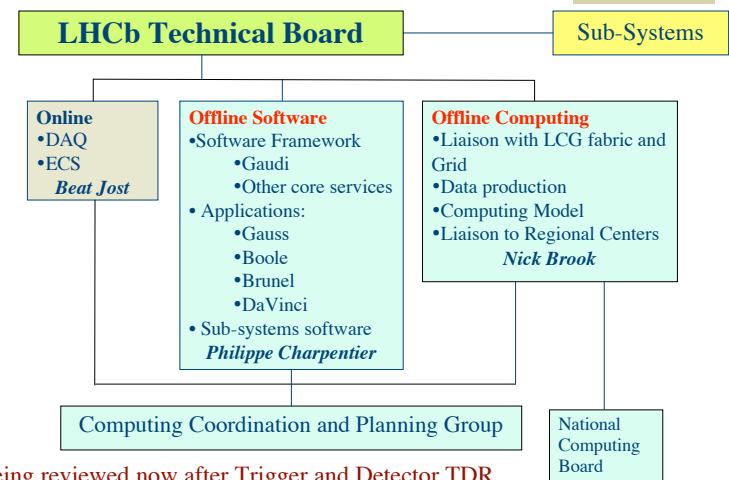 LHCb Technical Board
Sub-Systems
Online
•DAQ
•ECS
Beat Jost
Offline Software
•Software Framework
•Gaudi
•Other core services
• Applications:
•Gauss
•Boole
•Brunel
•DaVinci
• Sub-systems software
Philippe Charpentier
Offline Computing
•Liaison with LCG fabric and
Grid
•Data production
•Computing Model
•Liaison to Regional Centers
Nick Brook
Computing Coordination and Planning Group
National
Computing
Board
eing reviewed now after Trigger and Detector TDR